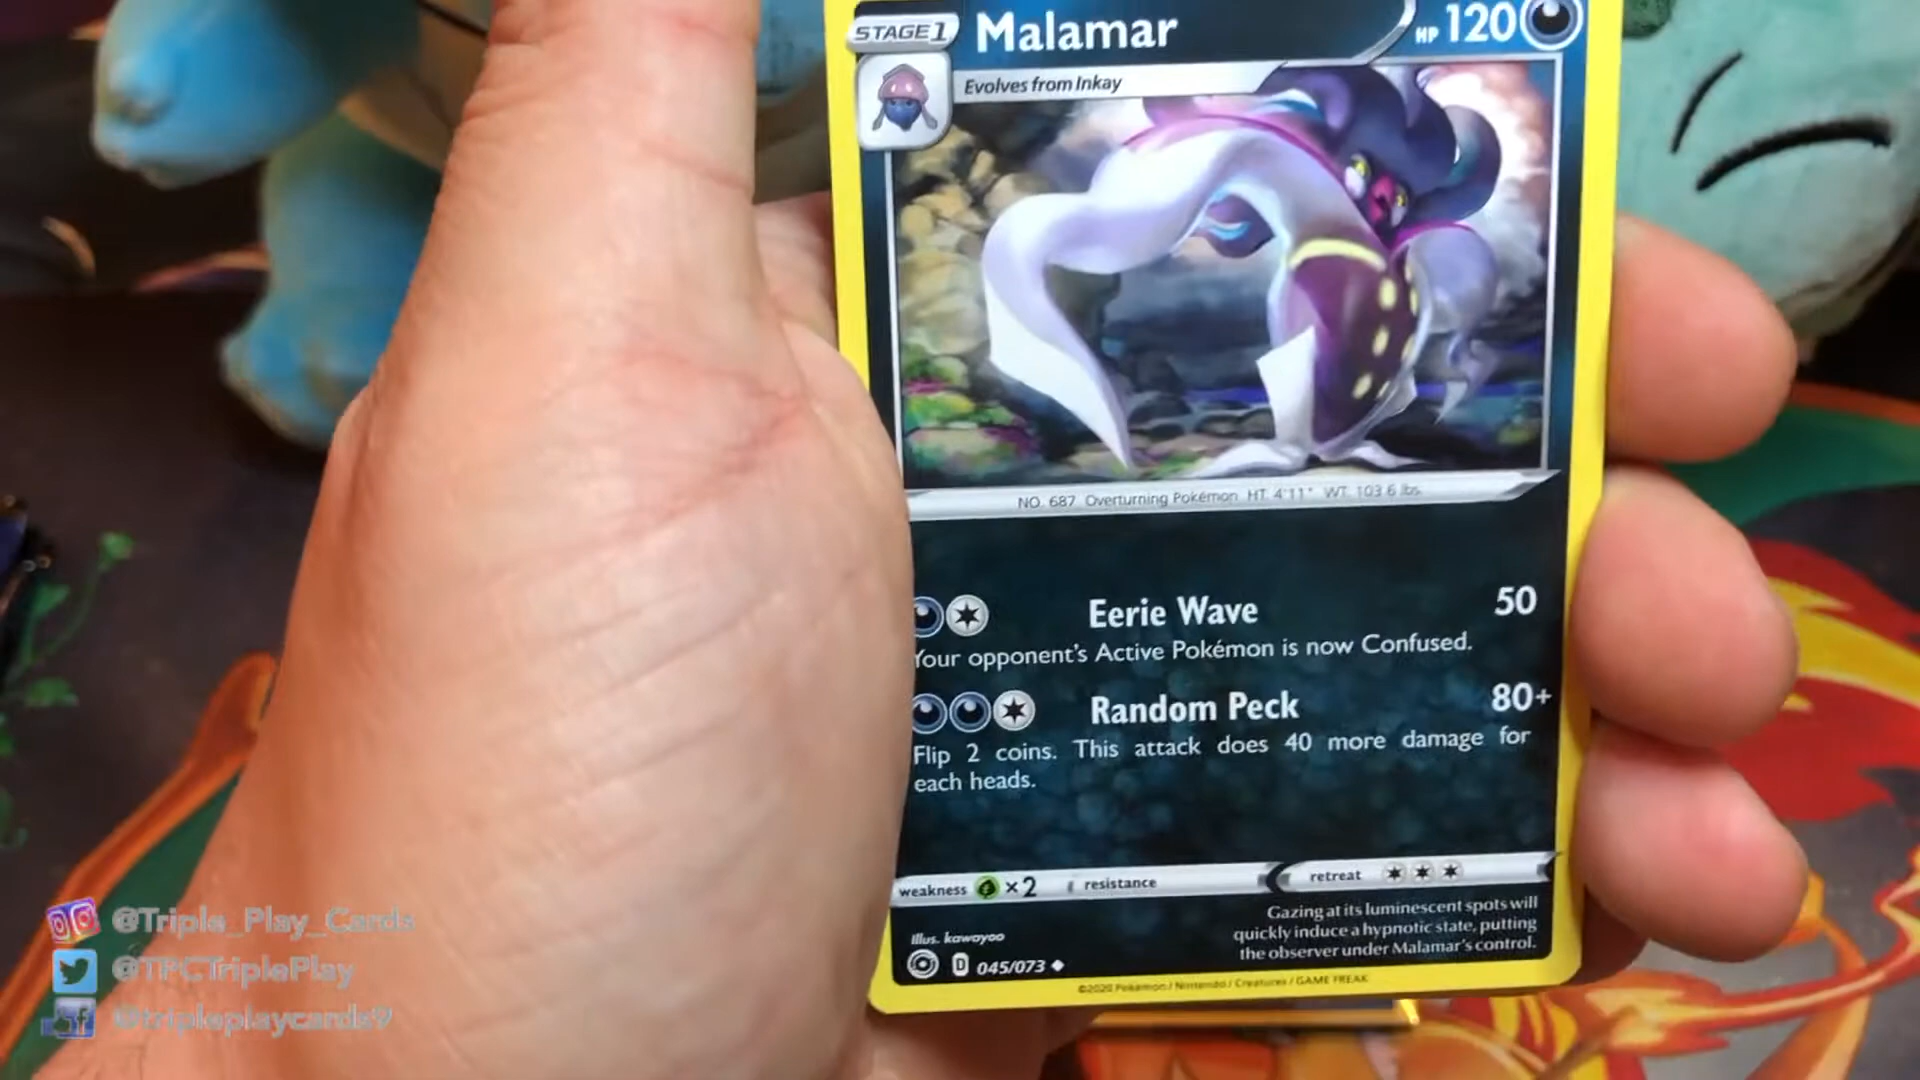 STAGE 1
Malamar
HP 120
Evolves from Inkay
NO. 687 Overturning Pokémon HT: 4'11" WT: 103.6 lbs.
Eerie Wave 50
Your opponent's Active Pokémon is now Confused.
Random Peck 80+
Flip 2 coins. This attack does 40 more damage for
each heads.
weakness ×2 resistance retreat
Gazing at its luminescent spots will
quickly induce a hypnotic state, putting
the observer under Malamar's control.
Illus. kawayoo
D 045/073
©2020 Pokémon / Nintendo / Creatures / GAME FREAK
@Triple_Play_Cards
@TPCTriplePlay
@tripleplaycards9